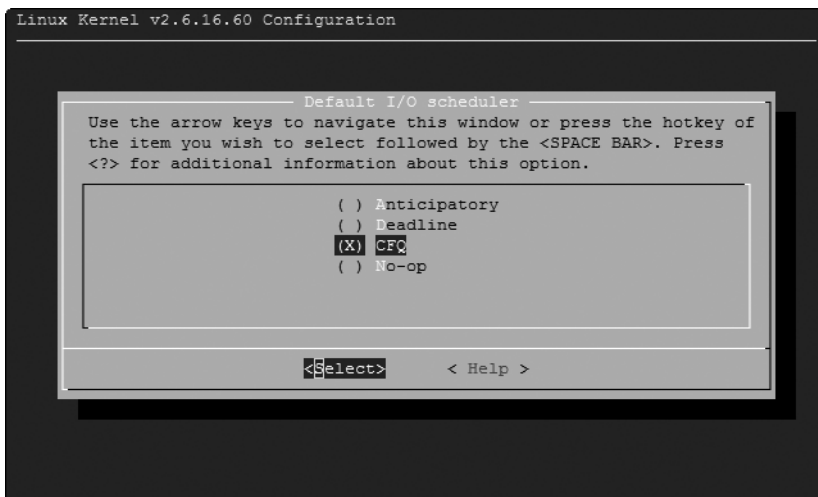 Linux Kernel v2.6.16.60 Configuration
Default I/O scheduler
Use the arrow keys to navigate this window or press the hotkey of
the item you wish to select followed by the <SPACE BAR>. Press
<?> for additional information about this option.
( ) Anticipatory
( ) Deadline
(X) CFQ
( ) No-op
<Select> < Help >